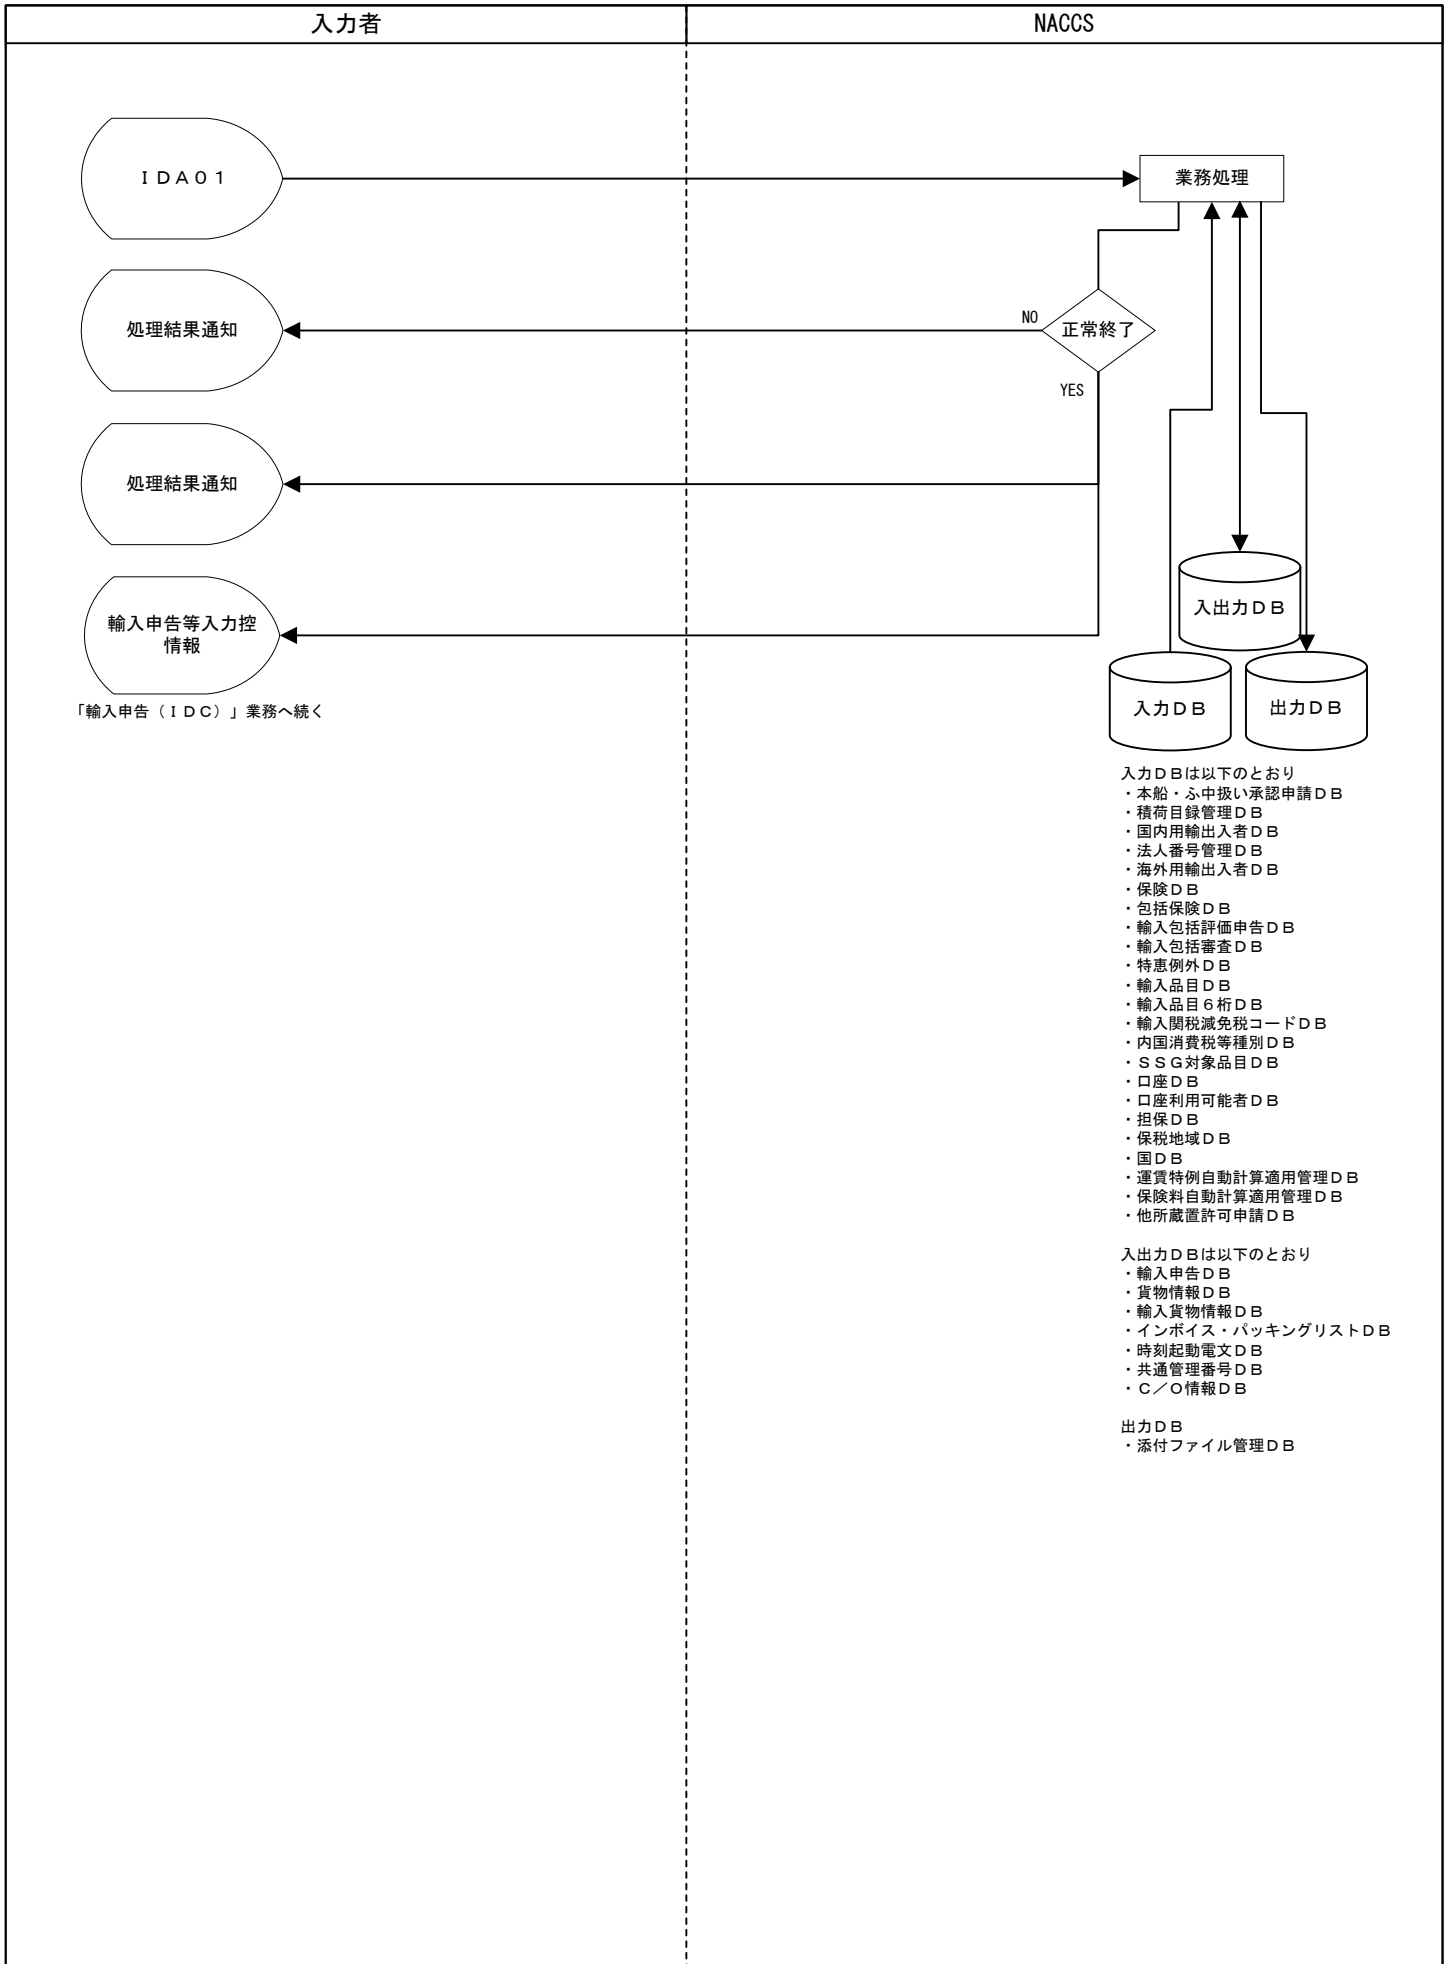 入力者
NACCS
ＩＤＡ０１
業務処理
処理結果通知
NO
正常終了
YES
処理結果通知
入出力ＤＢ
輸入申告等入力控
情報
入力ＤＢ
出力ＤＢ
「輸入申告（ＩＤＣ）」業務へ続く
入力ＤＢは以下のとおり
・本船・ふ中扱い承認申請ＤＢ
・積荷目録管理ＤＢ
・国内用輸出入者ＤＢ
・法人番号管理ＤＢ
・海外用輸出入者ＤＢ
・保険ＤＢ
・包括保険ＤＢ
・輸入包括評価申告ＤＢ
・輸入包括審査ＤＢ
・特恵例外ＤＢ
・輸入品目ＤＢ
・輸入品目６桁ＤＢ
・輸入関税減免税コードＤＢ
・内国消費税等種別ＤＢ
・ＳＳＧ対象品目ＤＢ
・口座ＤＢ
・口座利用可能者ＤＢ
・担保ＤＢ
・保税地域ＤＢ
・国ＤＢ
・運賃特例自動計算適用管理ＤＢ
・保険料自動計算適用管理ＤＢ
・他所蔵置許可申請ＤＢ
入出力ＤＢは以下のとおり
・輸入申告ＤＢ
・貨物情報ＤＢ
・輸入貨物情報ＤＢ
・インボイス・パッキングリストＤＢ
・時刻起動電文ＤＢ
・共通管理番号ＤＢ
・Ｃ／Ｏ情報ＤＢ
出力ＤＢ
・添付ファイル管理ＤＢ